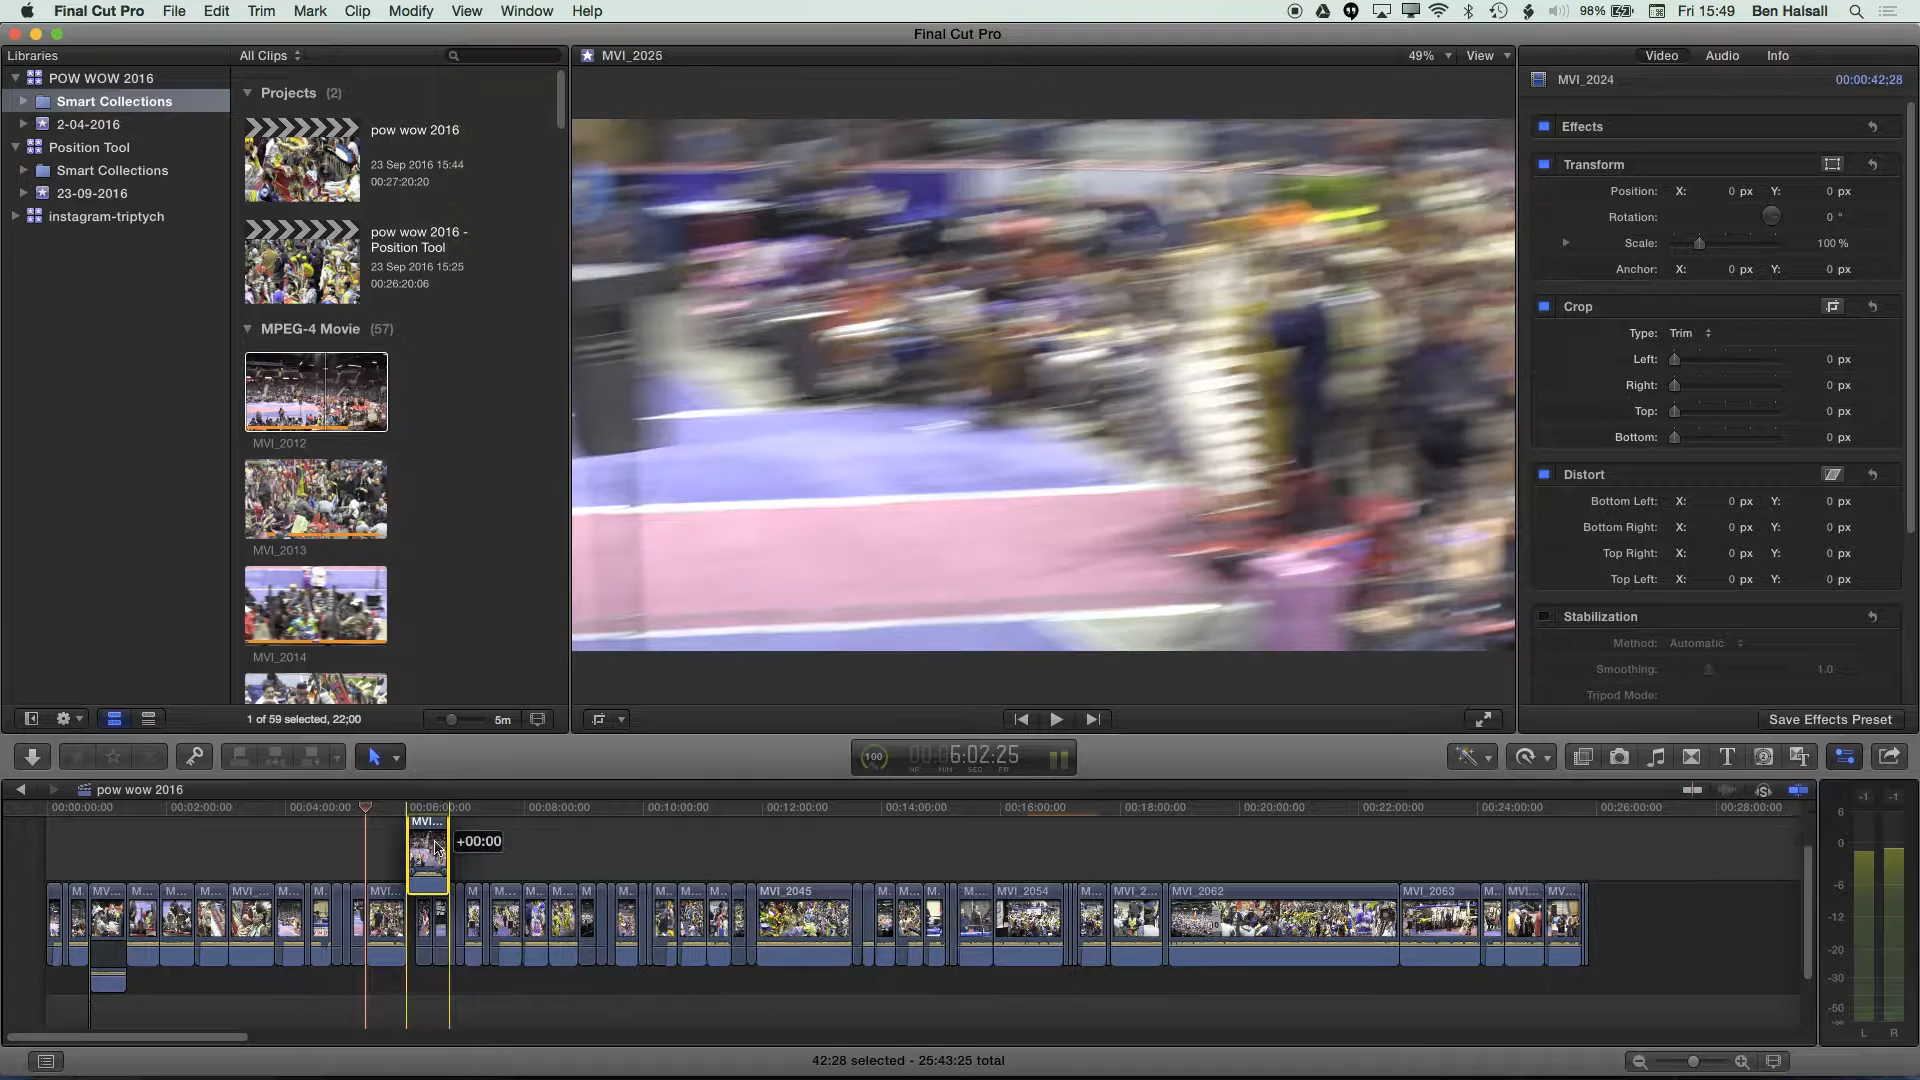 Final Cut Pro File Edit Trim Mark Clip Modify View Window Help 98% Fri 15:49 Ben Halsall
Final Cut Pro
Libraries
All Clips
MVI_2025
49% View
Video Audio Info
POW WOW 2016
Smart Collections
2-04-2016
Position Tool
Smart Collections
23-09-2016
instagram-triptych
Projects (2)
pow wow 2016
23 Sep 2016 15:44
00:27:20:20
pow wow 2016 -
Position Tool
23 Sep 2016 15:25
00:26:20:06
MPEG-4 Movie (57)
MVI_2012
MVI_2013
MVI_2014
MVI_2024 00:00:42;28
Effects
Transform
Position: X: 0 px Y: 0 px
Rotation: 0 °
Scale: 100 %
Anchor: X: 0 px Y: 0 px
Crop
Type: Trim
Left: 0 px
Right: 0 px
Top: 0 px
Bottom: 0 px
Distort
Bottom Left: X: 0 px Y: 0 px
Bottom Right: X: 0 px Y: 0 px
Top Right: X: 0 px Y: 0 px
Top Left: X: 0 px Y: 0 px
Stabilization
Method: Automatic
Smoothing: 1.0
Tripod Mode:
1 of 59 selected, 22;00
5m
Save Effects Preset
100 % 00:05:02:25
HR MIN SEC FR
pow wow 2016
00:00:00:00 00:02:00:00 00:04:00:00 00:06:00:00 00:08:00:00 00:10:00:00 00:12:00:00 00:14:00:00 00:16:00:00 00:18:00:00 00:20:00:00 00:22:00:00 00:24:00:00 00:26:00:00 00:28:00:00
MVI...
+00:00
M. MV... M... M... M... MVI_... M... M. MVI... M M... M.. M... M M.. M.. M... M.. MVI_2045 M. M... M.. M... MVI_2054 M... MVI_2... MVI_2062 MVI_2063 M.. MVI... MV...
-1 -1
6
0
-6
-12
-20
-30
-50
-∞
L R
42:28 selected - 25:43:25 total